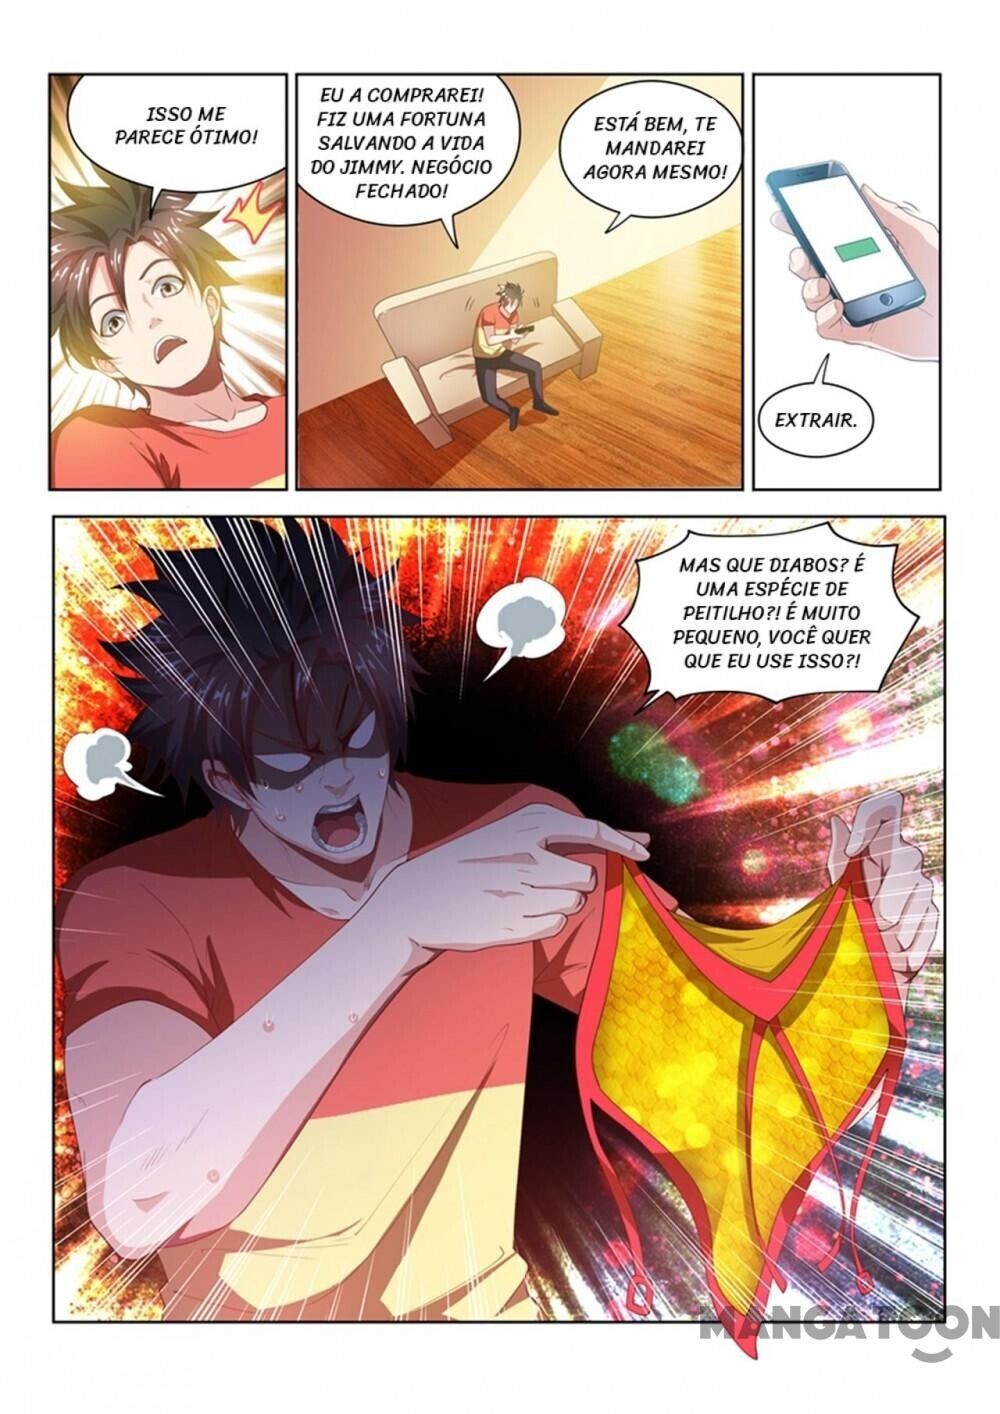 ISSO ME
PARECE ÓTIMO!
EU A COMPRAREI!
FIZ UMA FORTUNA
SALVANDO A VIDA
DO JIMMY. NEGÓCIO
FECHADO!
ESTÁ BEM, TE
MANDAREI
AGORA MESMO!
EXTRAIR.
MAS QUE DIABOS? É
UMA ESPÉCIE DE
PEITILHO?! É MUITO
PEQUENO, VOCÊ QUER
QUE EU USE ISSO?!
MANGATOON